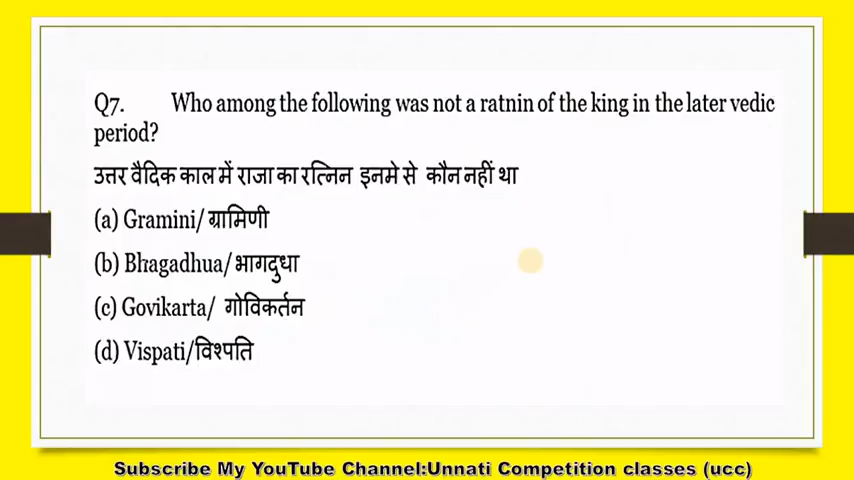 Q7. Who among the following was not a ratnin of the king in the later vedic
period?
उत्तर वैदिक काल में राजा का रत्निन इनमे से कौन नहीं था
(a) Gramini/ग्रामिणी
(b) Bhagadhua/भागदुधा
(c) Govikarta/ गोविकर्तन
(d) Vispati/विश्पति
Subscribe My YouTube Channel:Unnati Competition classes (ucc)